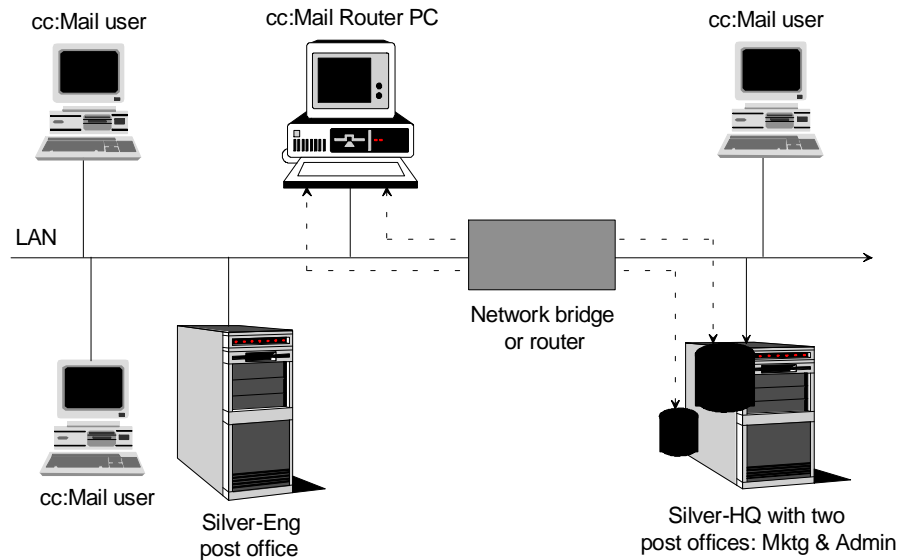 cc:Mail user
cc:Mail Router PC
cc:Mail user
LAN
Network bridge
or router
cc:Mail user
Silver-Eng
post office
Silver-HQ with two
post offices: Mktg & Admin